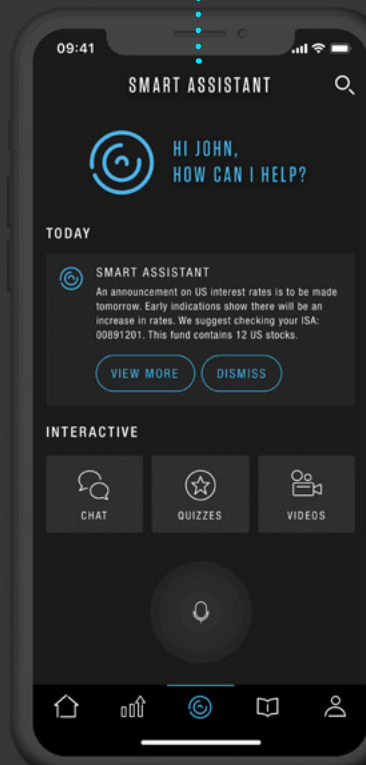 09:41
SMART ASSISTANT
HI JOHN,
HOW CAN I HELP?
TODAY
SMART ASSISTANT
An announcement on US interest rates is to be made
tomorrow. Early indications show there will be an
increase in rates. We suggest checking your ISA:
00891201. This fund contains 12 US stocks.
VIEW MORE
DISMISS
INTERACTIVE
CHAT
QUIZZES
VIDEOS